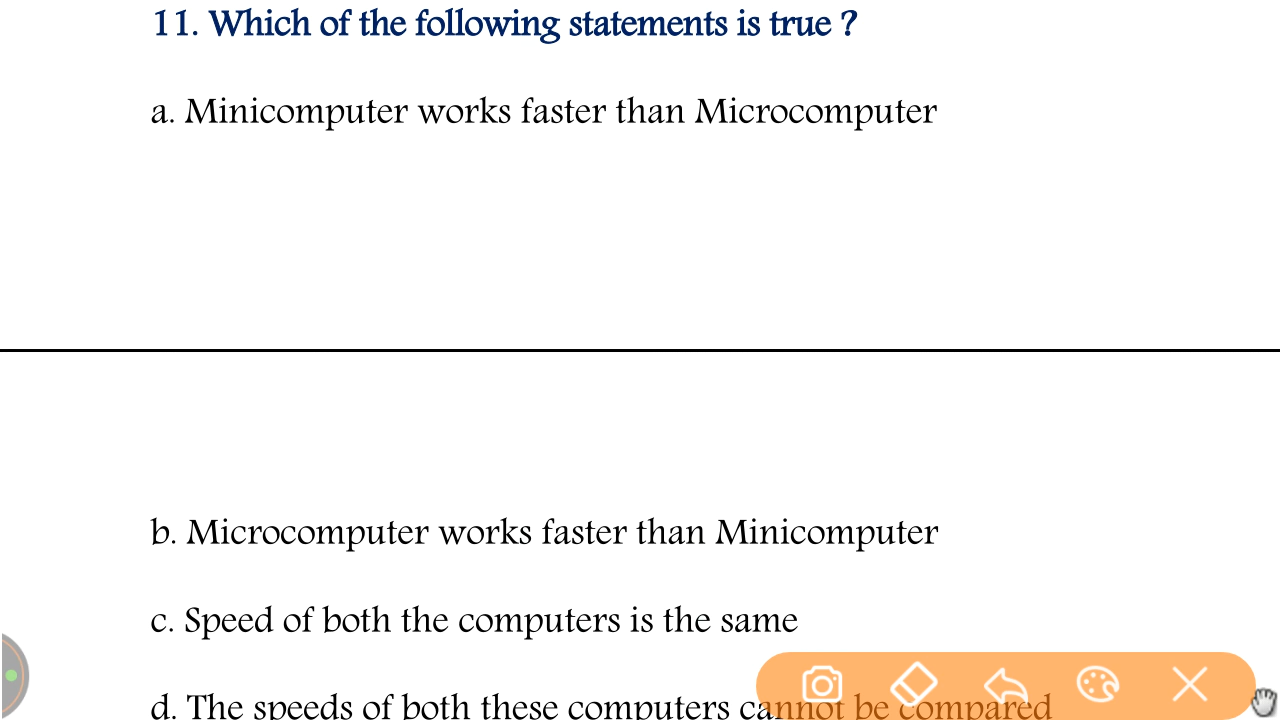 11. Which of the following statements is true ?
a. Minicomputer works faster than Microcomputer
b. Microcomputer works faster than Minicomputer
c. Speed of both the computers is the same
d. The speeds of both these computers cannot be compared